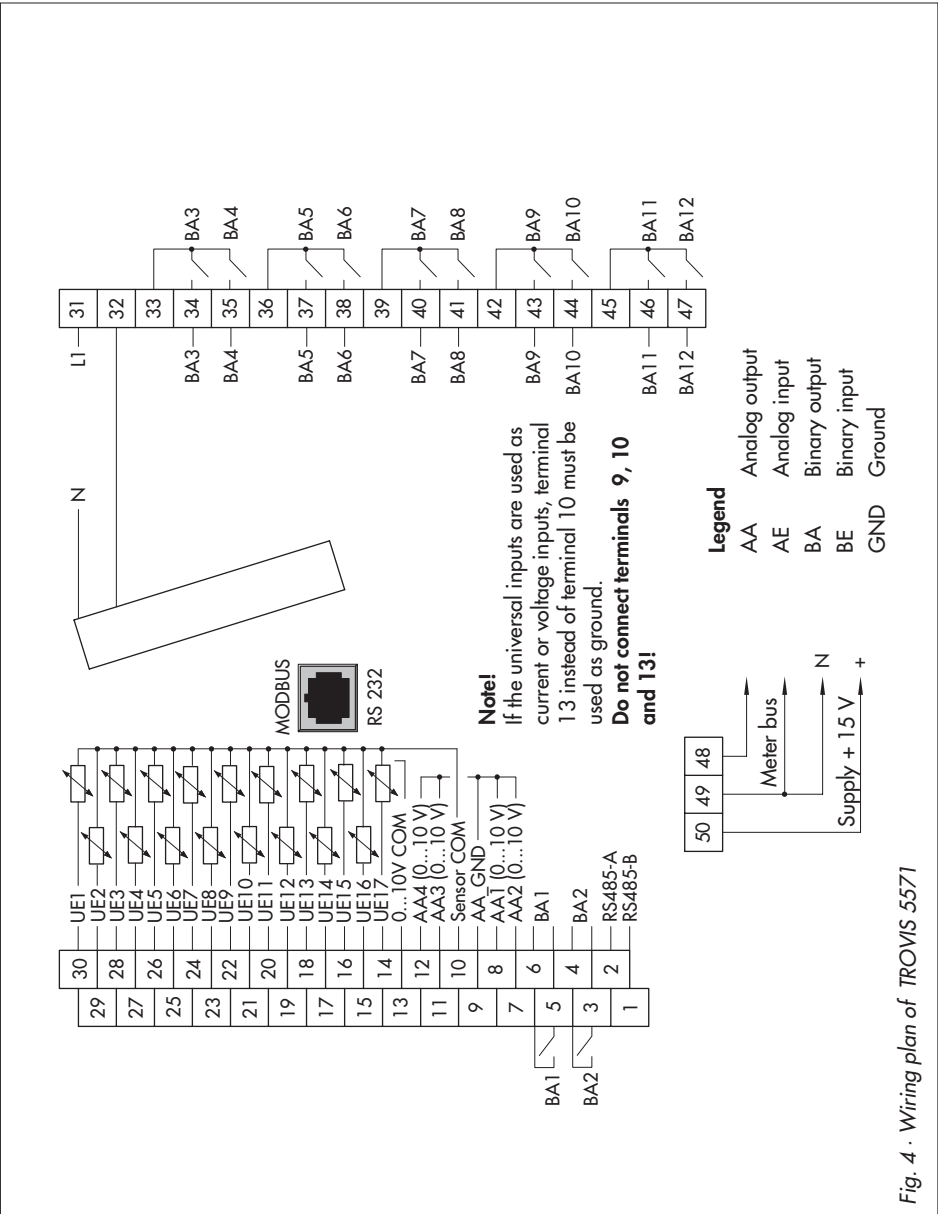 30
29
28
27
26
25
24
23
22
21
20
19
18
17
16
15
14
13
12
11
10
9
8
7
6
5
4
3
2
1
UE1
UE2
UE3
UE4
UE5
UE6
UE7
UE8
UE9
UE10
UE11
UE12
UE13
UE14
UE15
UE16
UE17
0...10V COM
AA4 (0...10 V)
AA3 (0...10 V)
Sensor COM
AA_GND
AA1 (0...10 V)
AA2 (0...10 V)
BA1
BA2
RS485-A
RS485-B
BA1
BA2
MODBUS
RS 232
N
L1
31
32
33
34
35
36
37
38
39
40
41
42
43
44
45
46
47
BA3
BA4
BA5
BA6
BA7
BA8
BA9
BA10
BA11
BA12
BA3
BA4
BA5
BA6
BA7
BA8
BA9
BA10
BA11
BA12
Note!
If the universal inputs are used as
current or voltage inputs, terminal
13 instead of terminal 10 must be
used as ground.
Do not connect terminals 9, 10
and 13!
50 49 48
Meter bus
N
Supply + 15 V +
Legend
AA Analog output
AE Analog input
BA Binary output
BE Binary input
GND Ground
Fig. 4 · Wiring plan of TROVIS 5571